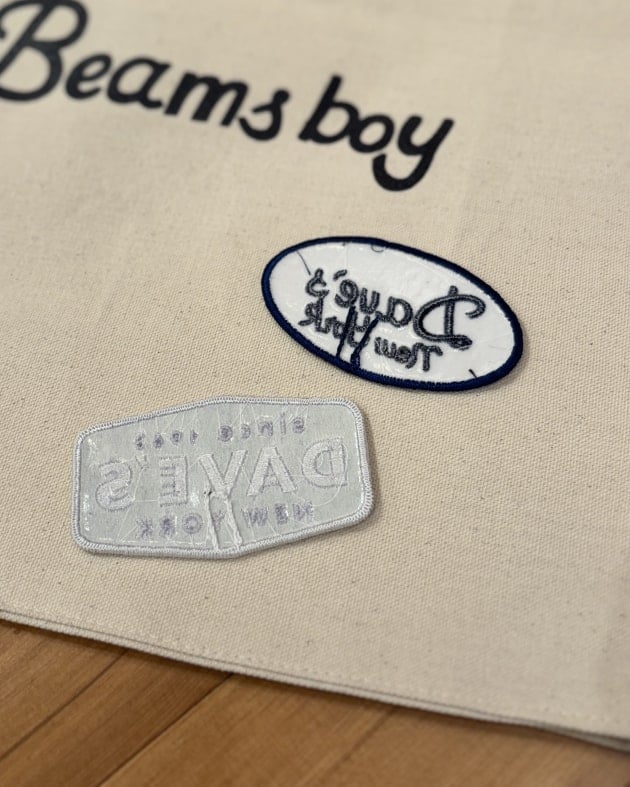 Beams boy
Dave's
New York
SINCE 1963
DAVE'S
NEW YORK